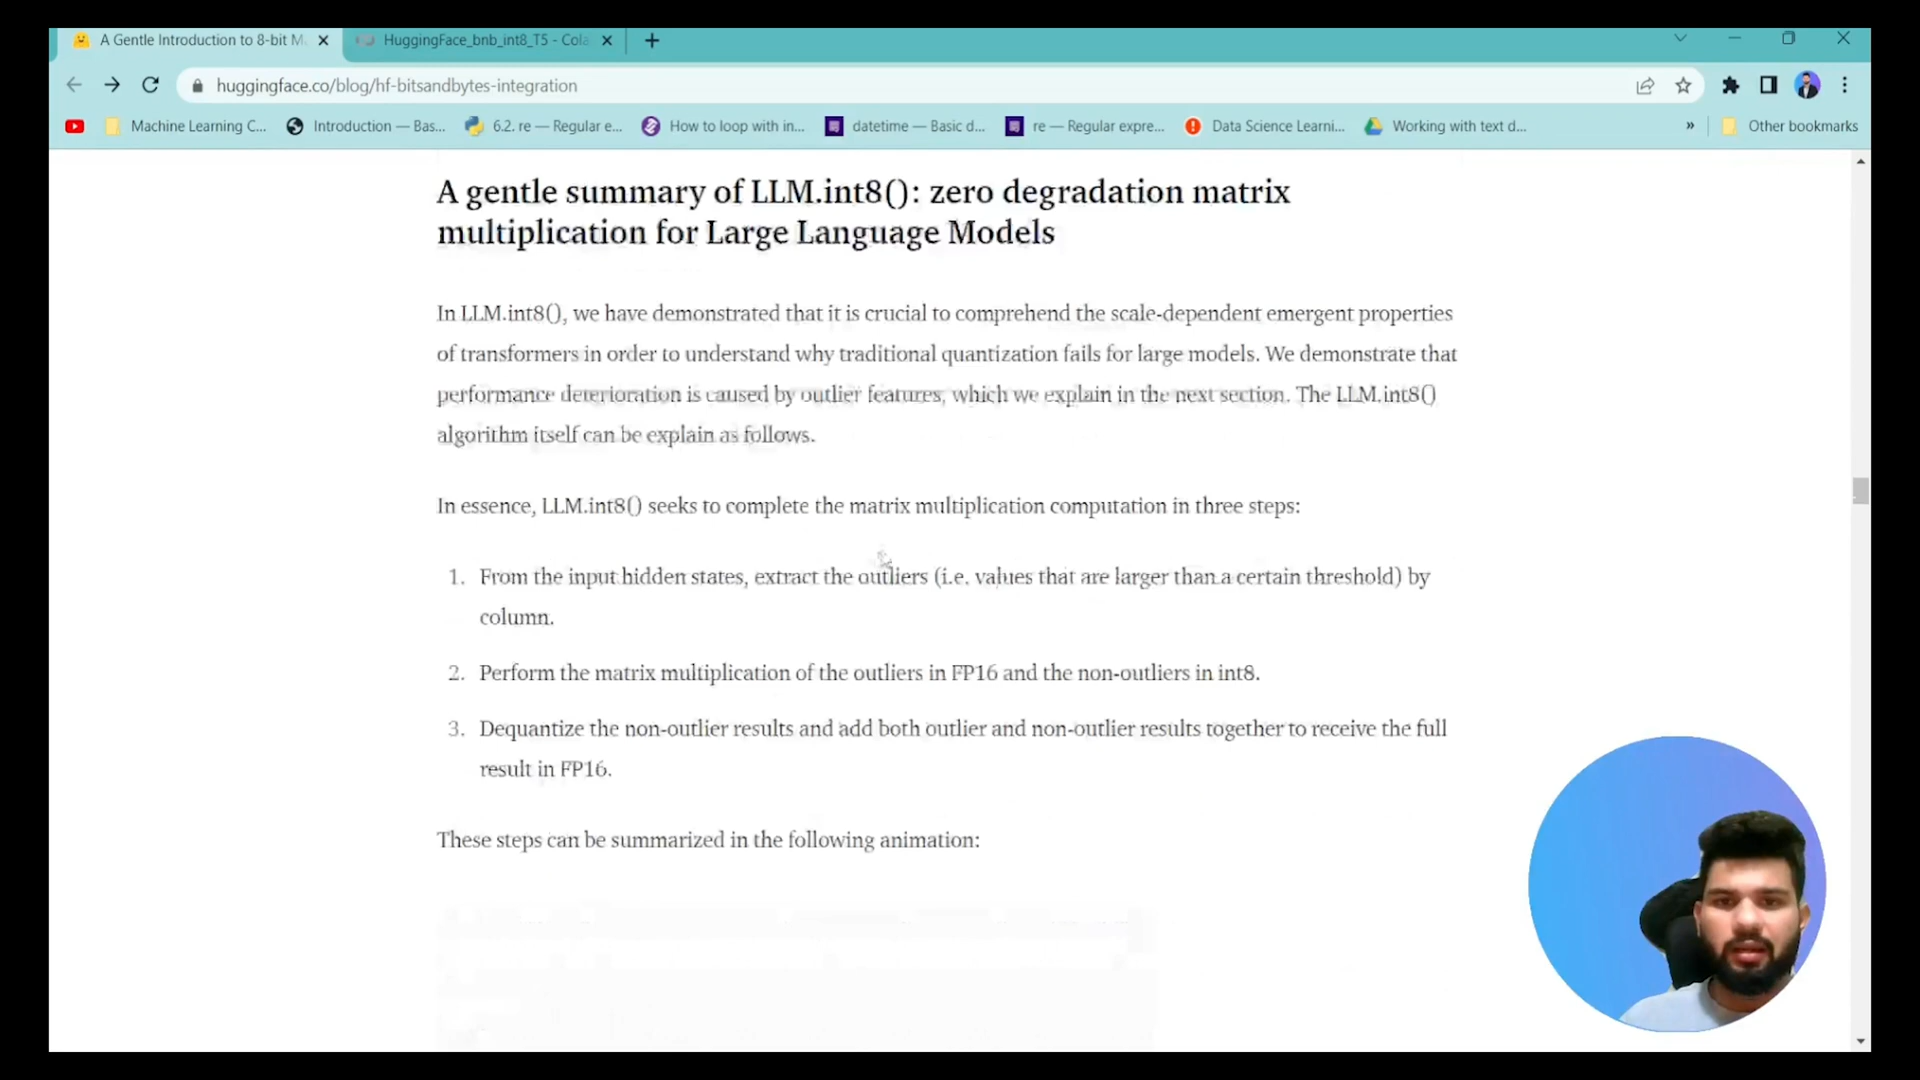 A Gentle Introduction to 8-bit M
HuggingFace_bnb_int8_T5 - Cola
huggingface.co/blog/hf-bitsandbytes-integration
Machine Learning C...
Introduction — Bas...
6.2. re — Regular e...
How to loop with in...
datetime — Basic d...
re — Regular expre...
Data Science Learni...
Working with text d...
»
Other bookmarks
A gentle summary of LLM.int8(): zero degradation matrix
multiplication for Large Language Models
In LLM.int8(), we have demonstrated that it is crucial to comprehend the scale-dependent emergent properties
of transformers in order to understand why traditional quantization fails for large models. We demonstrate that
performance deterioration is caused by outlier features, which we explain in the next section. The LLM.int8()
algorithm itself can be explain as follows.
In essence, LLM.int8() seeks to complete the matrix multiplication computation in three steps:
1. From the input hidden states, extract the outliers (i.e. values that are larger than a certain threshold) by
column.
2. Perform the matrix multiplication of the outliers in FP16 and the non-outliers in int8.
3. Dequantize the non-outlier results and add both outlier and non-outlier results together to receive the full
result in FP16.
These steps can be summarized in the following animation: